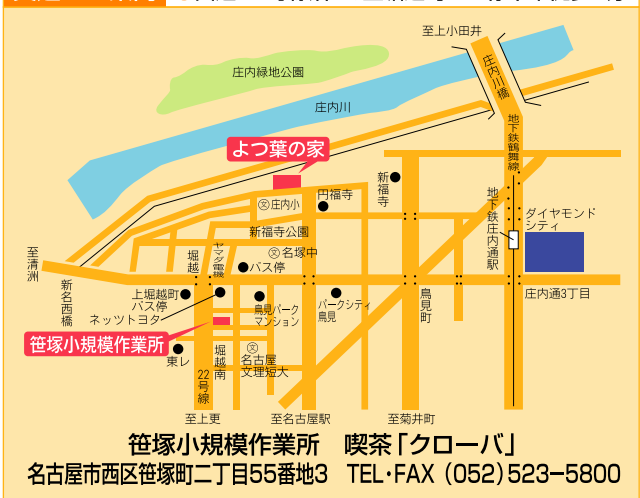 至上小田井
庄内緑地公園
庄内川橋
庄内川
地下鉄鶴舞線
よつ葉の家
新福寺
円福寺
㊫庄内小
地下鉄庄内通駅
ダイヤモンド
シティ
新福寺公園
㊫名塚中
至清洲
堀越
ヤマダ電機
バス停
新名西橋
上堀越町
バス停
ネッツトヨタ
鳥見パーク
マンション
パークシティ
鳥見
鳥見町
庄内通3丁目
笹塚小規模作業所
東レ
堀越南
㊫
名古屋
文理短大
22号線
至上更
至名古屋駅
至菊井町
笹塚小規模作業所 喫茶「クローバ」
名古屋市西区笹塚町二丁目55番地3 TEL・FAX (052)523-5800